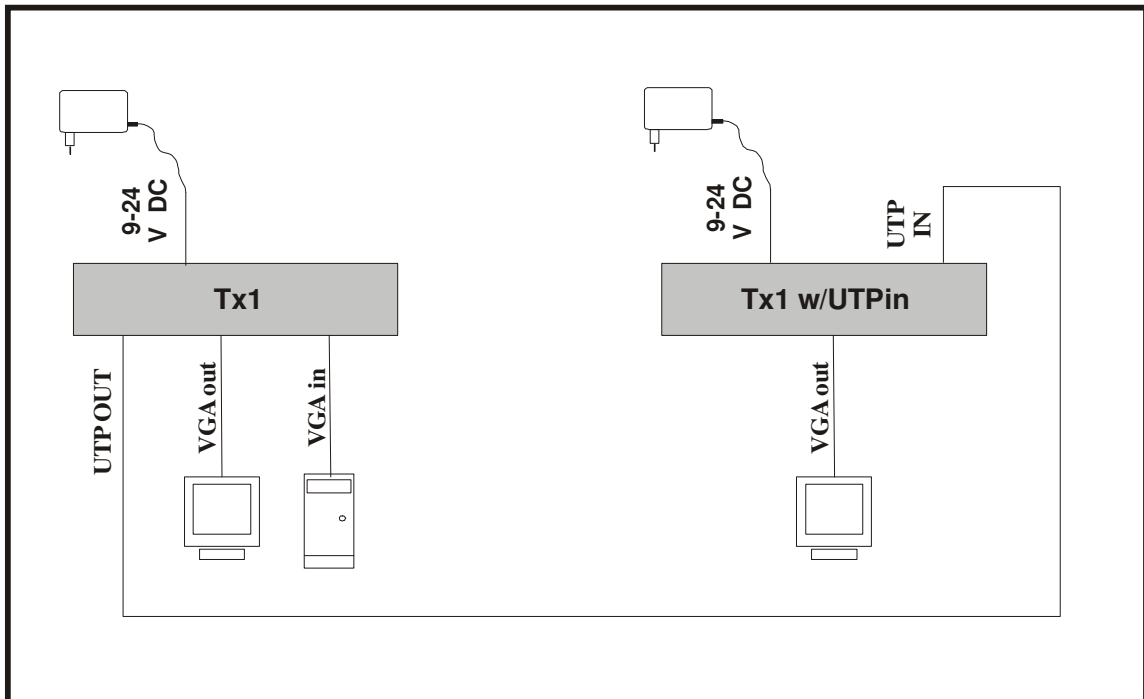 9-24
V DC
Tx1
UTP OUT
VGA out
VGA in
9-24
V DC
UTP
IN
Tx1 w/UTPin
VGA out